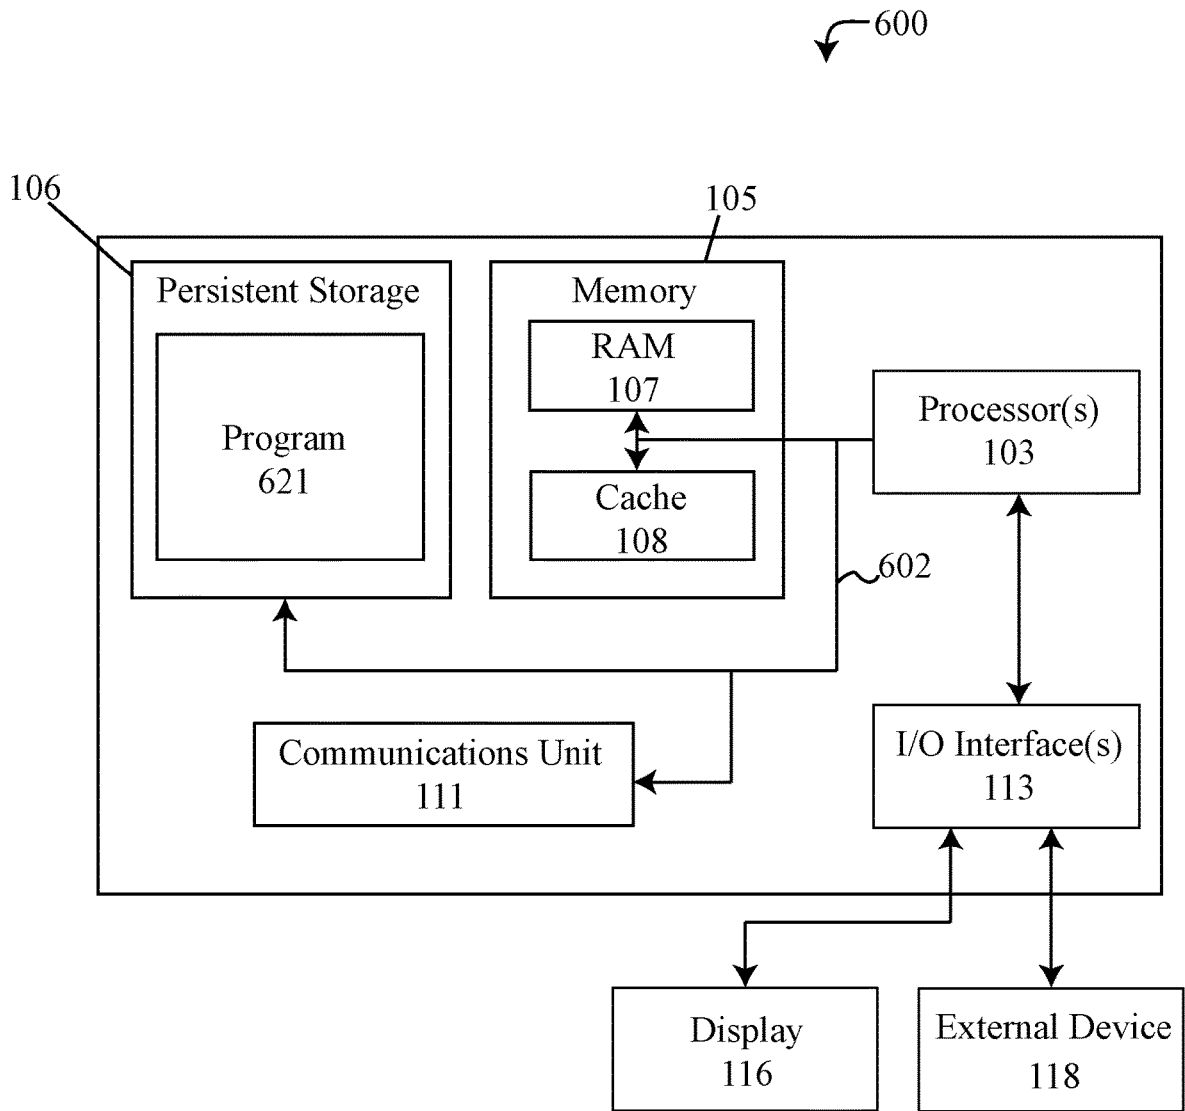 600
106
105
Persistent Storage
Memory
RAM
107
Program
621
Processor(s)
103
Cache
108
602
Communications Unit
111
I/O Interface(s)
113
Display
116
External Device
118